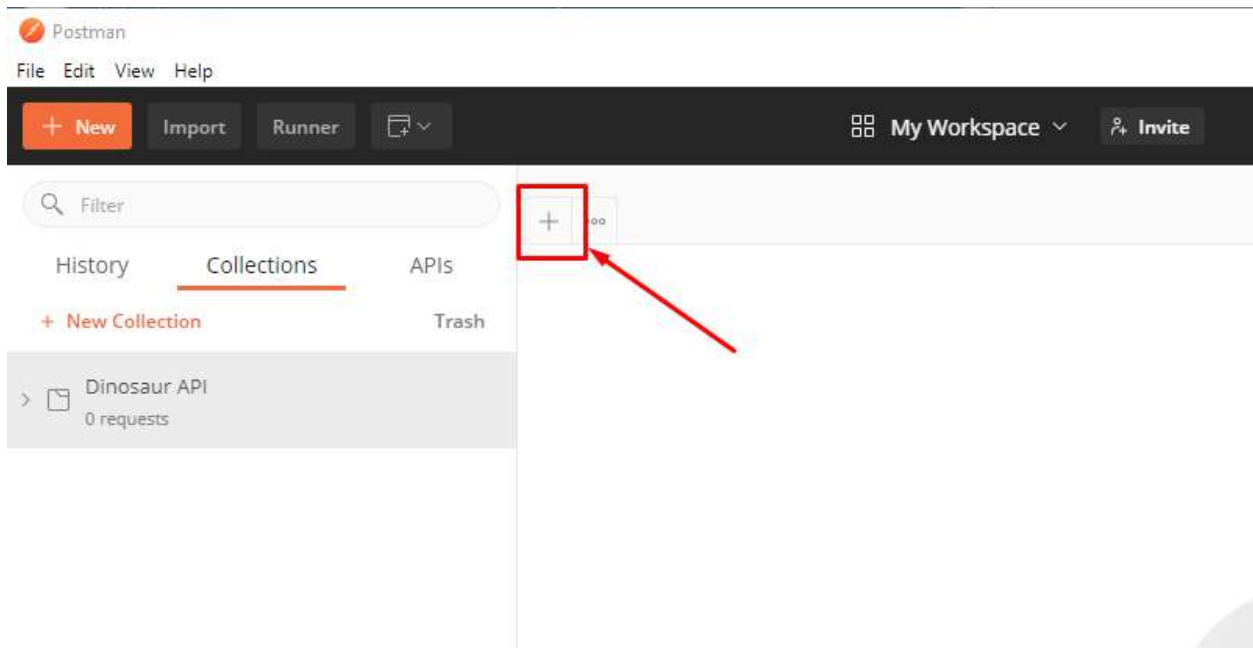 Postman
File Edit View Help
+ New Import Runner My Workspace Invite
Filter
History Collections APIs
+ New Collection Trash
Dinosaur API
0 requests